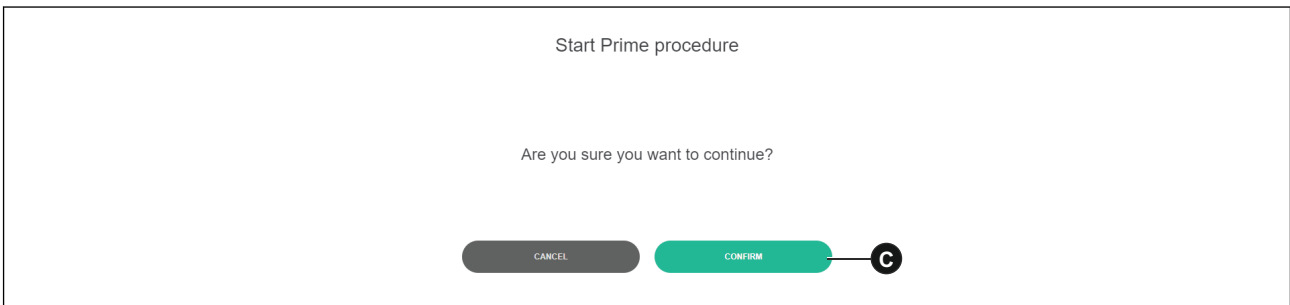 Start Prime procedure
Are you sure you want to continue?
CANCEL CONFIRM C